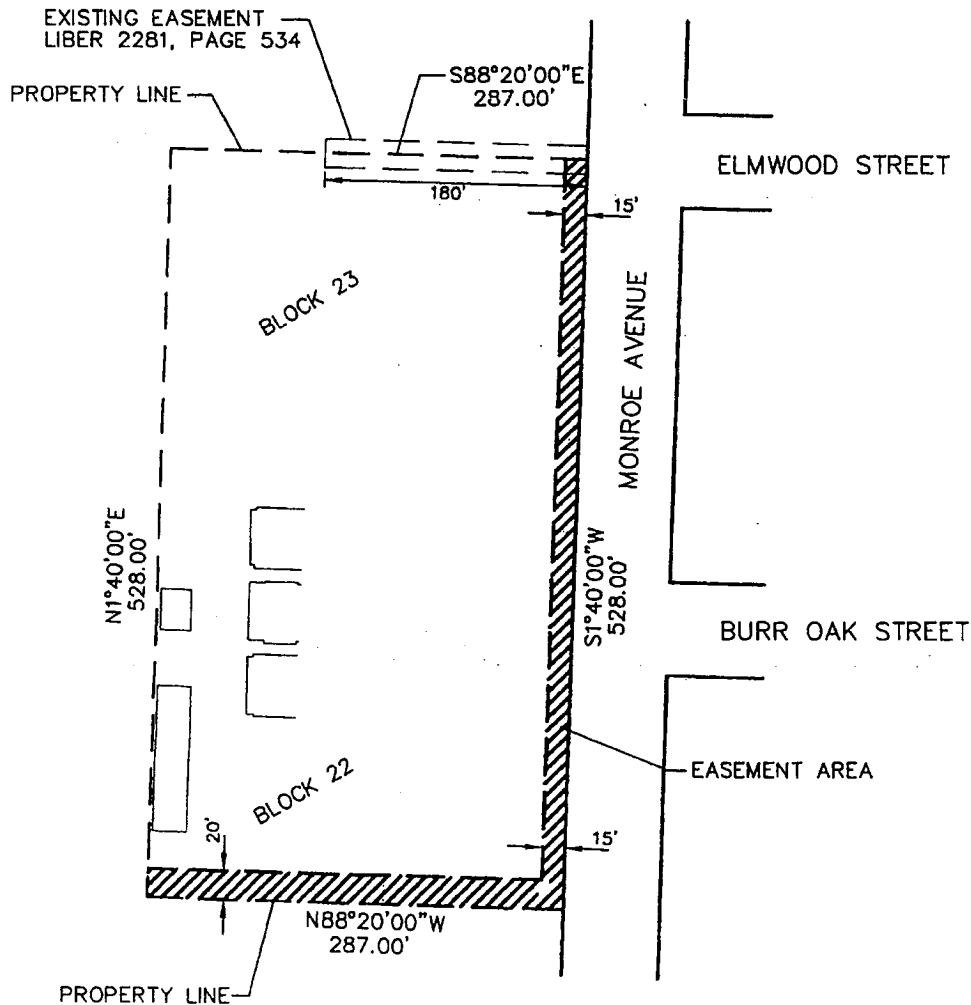 EXISTING EASEMENT
LIBER 2281, PAGE 534
S88°20'00"E
287.00'
PROPERTY LINE
ELMWOOD STREET
180'
15'
BLOCK 23
MONROE AVENUE
N1°40'00"E
528.00'
S1°40'00"W
528.00'
BURR OAK STREET
EASEMENT AREA
BLOCK 22
20'
15'
N88°20'00"W
287.00'
PROPERTY LINE